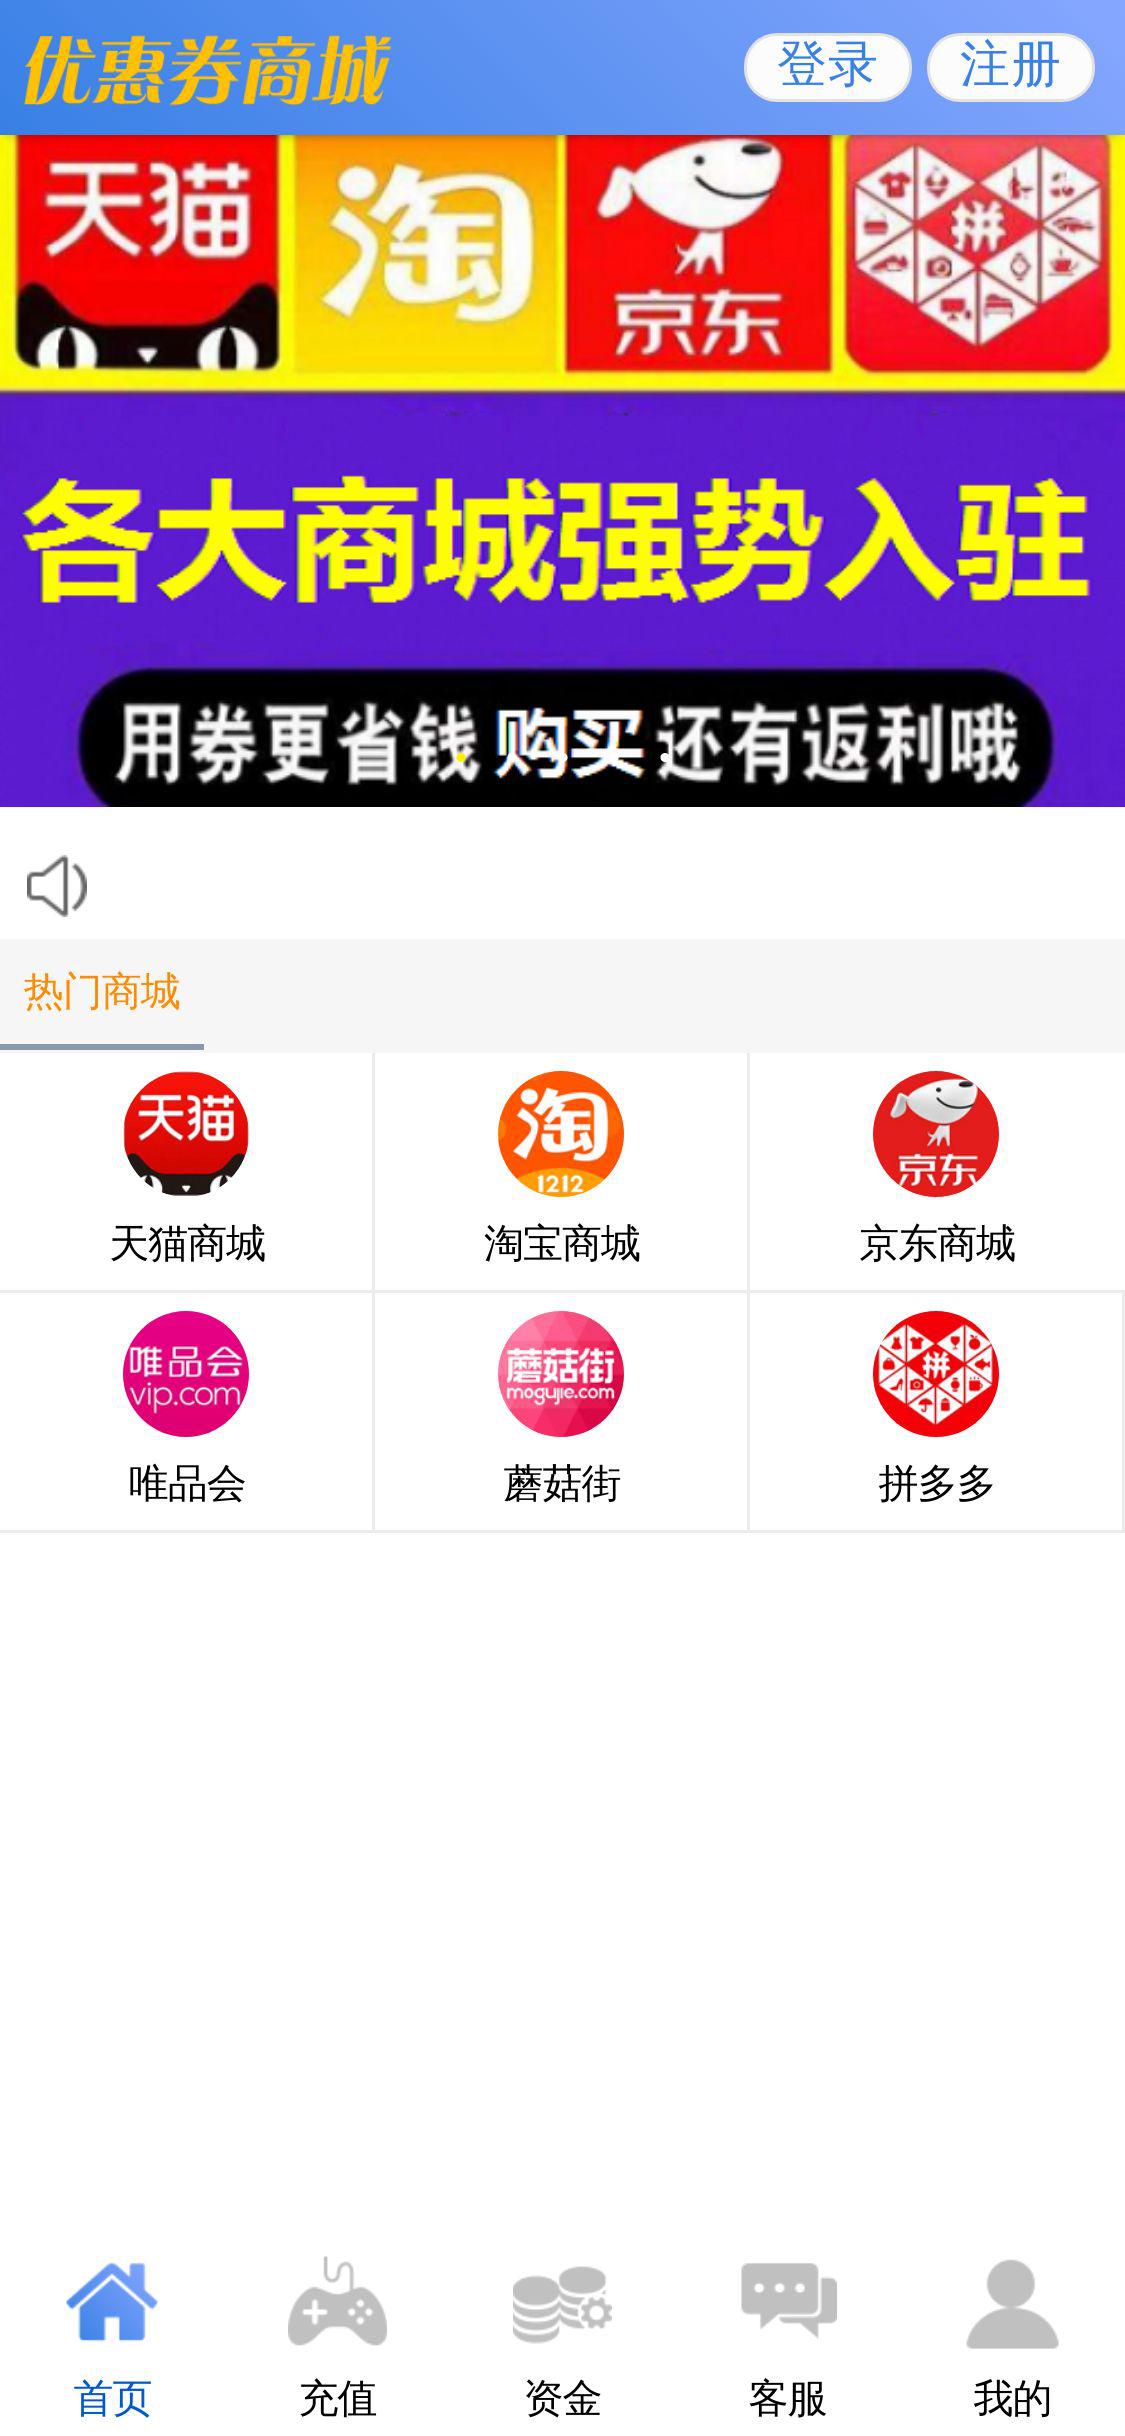 优惠券商城
登录 注册
天猫 淘 京东 拼
各大商城强势入驻
用券更省钱 购买 还有返利哦
热门商城
天猫 淘 京东
1212
天猫商城 淘宝商城 京东商城
唯品会 蘑菇街 拼
vip.com mogujie.com
唯品会 蘑菇街 拼多多
首页 充值 资金 客服 我的